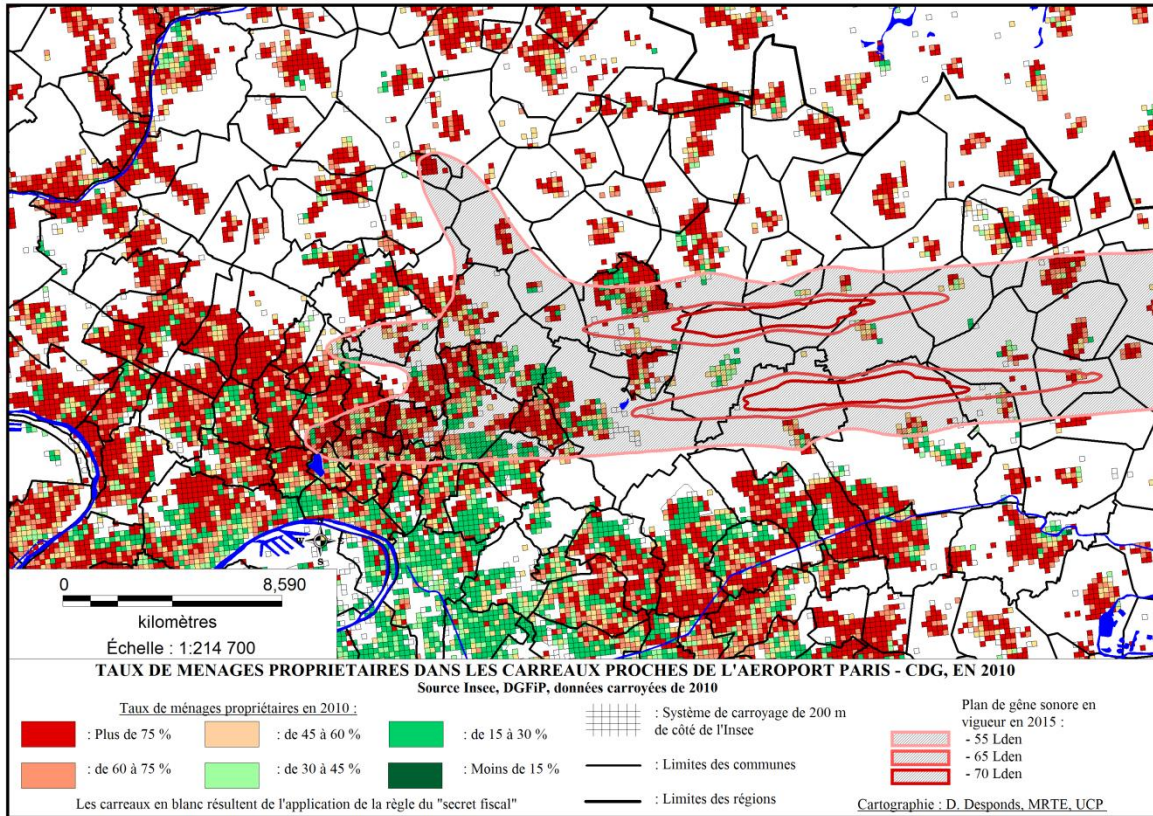 W
S
0 8,590
kilomètres
Échelle : 1:214 700
TAUX DE MENAGES PROPRIETAIRES DANS LES CARREAUX PROCHES DE L'AEROPORT PARIS - CDG, EN 2010
Source Insee, DGFiP, données carroyées de 2010
Taux de ménages propriétaires en 2010 :
: Plus de 75 %
: de 45 à 60 %
: de 15 à 30 %
: de 60 à 75 %
: de 30 à 45 %
: Moins de 15 %
Les carreaux en blanc résultent de l'application de la règle du "secret fiscal"
: Système de carroyage de 200 m
de côté de l'Insee
: Limites des communes
: Limites des régions
Plan de gêne sonore en
vigueur en 2015 :
- 55 Lden
- 65 Lden
- 70 Lden
Cartographie : D. Desponds, MRTE, UCP